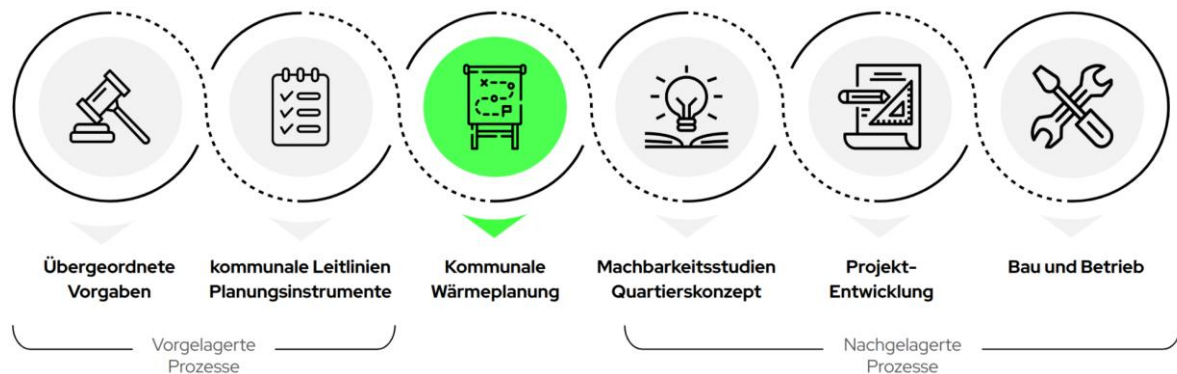 Übergeordnete
Vorgaben
kommunale Leitlinien
Planungsinstrumente
Kommunale
Wärmeplanung
Machbarkeitsstudien
Quartierskonzept
Projekt-
Entwicklung
Bau und Betrieb
Vorgelagerte
Prozesse
Nachgelagerte
Prozesse